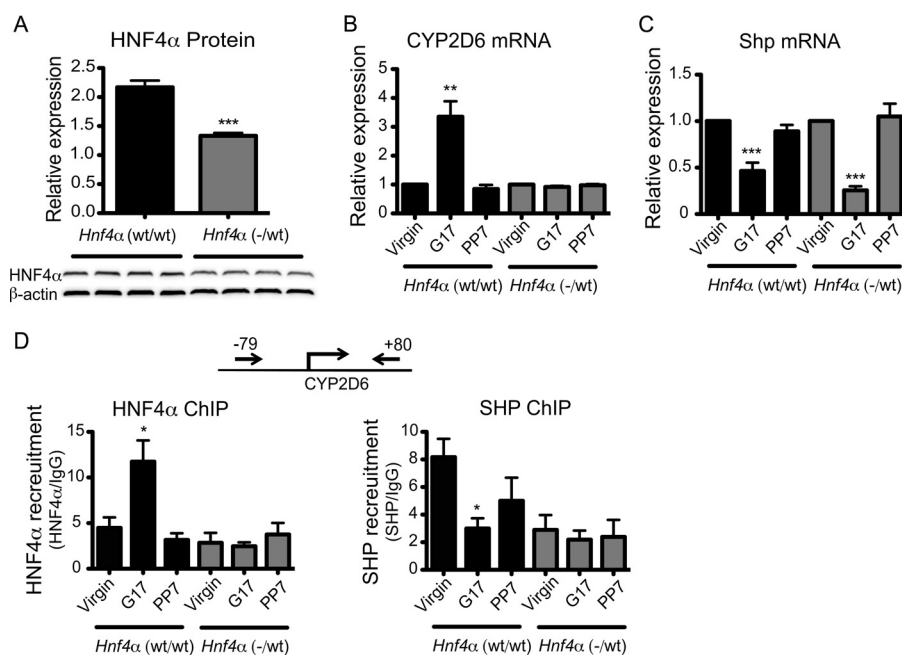 A
HNF4α Protein
Relative expression
2.5
2.0
1.5
1.0
0.5
0.0
***
Hnf4α (wt/wt)
Hnf4α (-/wt)
HNF4α
β-actin
B
CYP2D6 mRNA
Relative expression
5
4
3
2
1
0
**
Virgin
G17
PP7
Virgin
G17
PP7
Hnf4α (wt/wt)
Hnf4α (-/wt)
C
Shp mRNA
Relative expression
1.5
1.0
0.5
0
***
***
Virgin
G17
PP7
Virgin
G17
PP7
Hnf4α (wt/wt)
Hnf4α (-/wt)
D
-79
+80
CYP2D6
HNF4α ChIP
HNF4α recreuitment
(HNF4α/IgG)
15
10
5
0
*
Virgin
G17
PP7
Virgin
G17
PP7
Hnf4α (wt/wt)
Hnf4α (-/wt)
SHP ChIP
SHP recruitment
(SHP/IgG)
8
6
4
2
0
*
Virgin
G17
PP7
Virgin
G17
PP7
Hnf4α (wt/wt)
Hnf4α (-/wt)